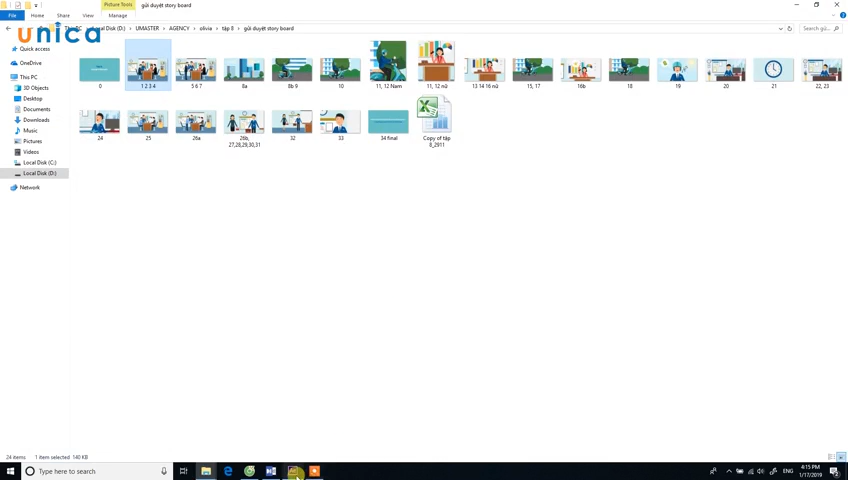 Picture Tools
gửi duyệt story board
File
Home
Share
View
Manage
Local Disk (D:)
UMASTER
AGENCY
olivia
tập 8
gửi duyệt story board
Search gửi...
unica
Quick access
OneDrive
This PC
3D Objects
Desktop
Documents
Downloads
Music
Pictures
Videos
Local Disk (C:)
Local Disk (D:)
Network
0
1 2 3 4
5 6 7
8a
8b 9
10
11, 12 Nam
11, 12 nũ
13 14 16 nũ
15, 17
16b
18
19
20
21
22, 23
24
25
26a
26b,
27,28,29,30,31
32
33
34 final
Copy of tập
8_2911
24 items
1 item selected
140 KB
Type here to search
ENG
4:15 PM
1/17/2019